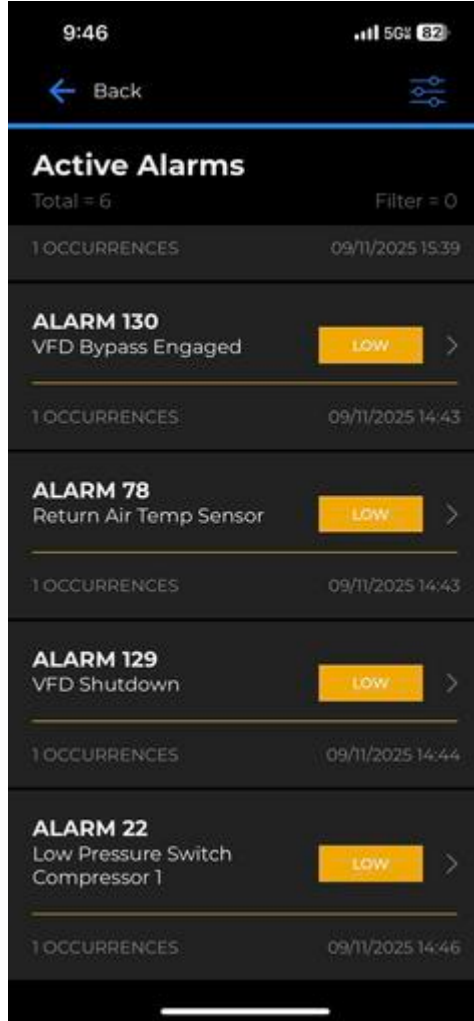 9:46
5G 82
Back
Active Alarms
Total = 6 Filter = 0
1 OCCURRENCES 09/11/2025 15:39
ALARM 130
VFD Bypass Engaged
LOW
1 OCCURRENCES 09/11/2025 14:43
ALARM 78
Return Air Temp Sensor
LOW
1 OCCURRENCES 09/11/2025 14:43
ALARM 129
VFD Shutdown
LOW
1 OCCURRENCES 09/11/2025 14:44
ALARM 22
Low Pressure Switch
Compressor 1
LOW
1 OCCURRENCES 09/11/2025 14:46